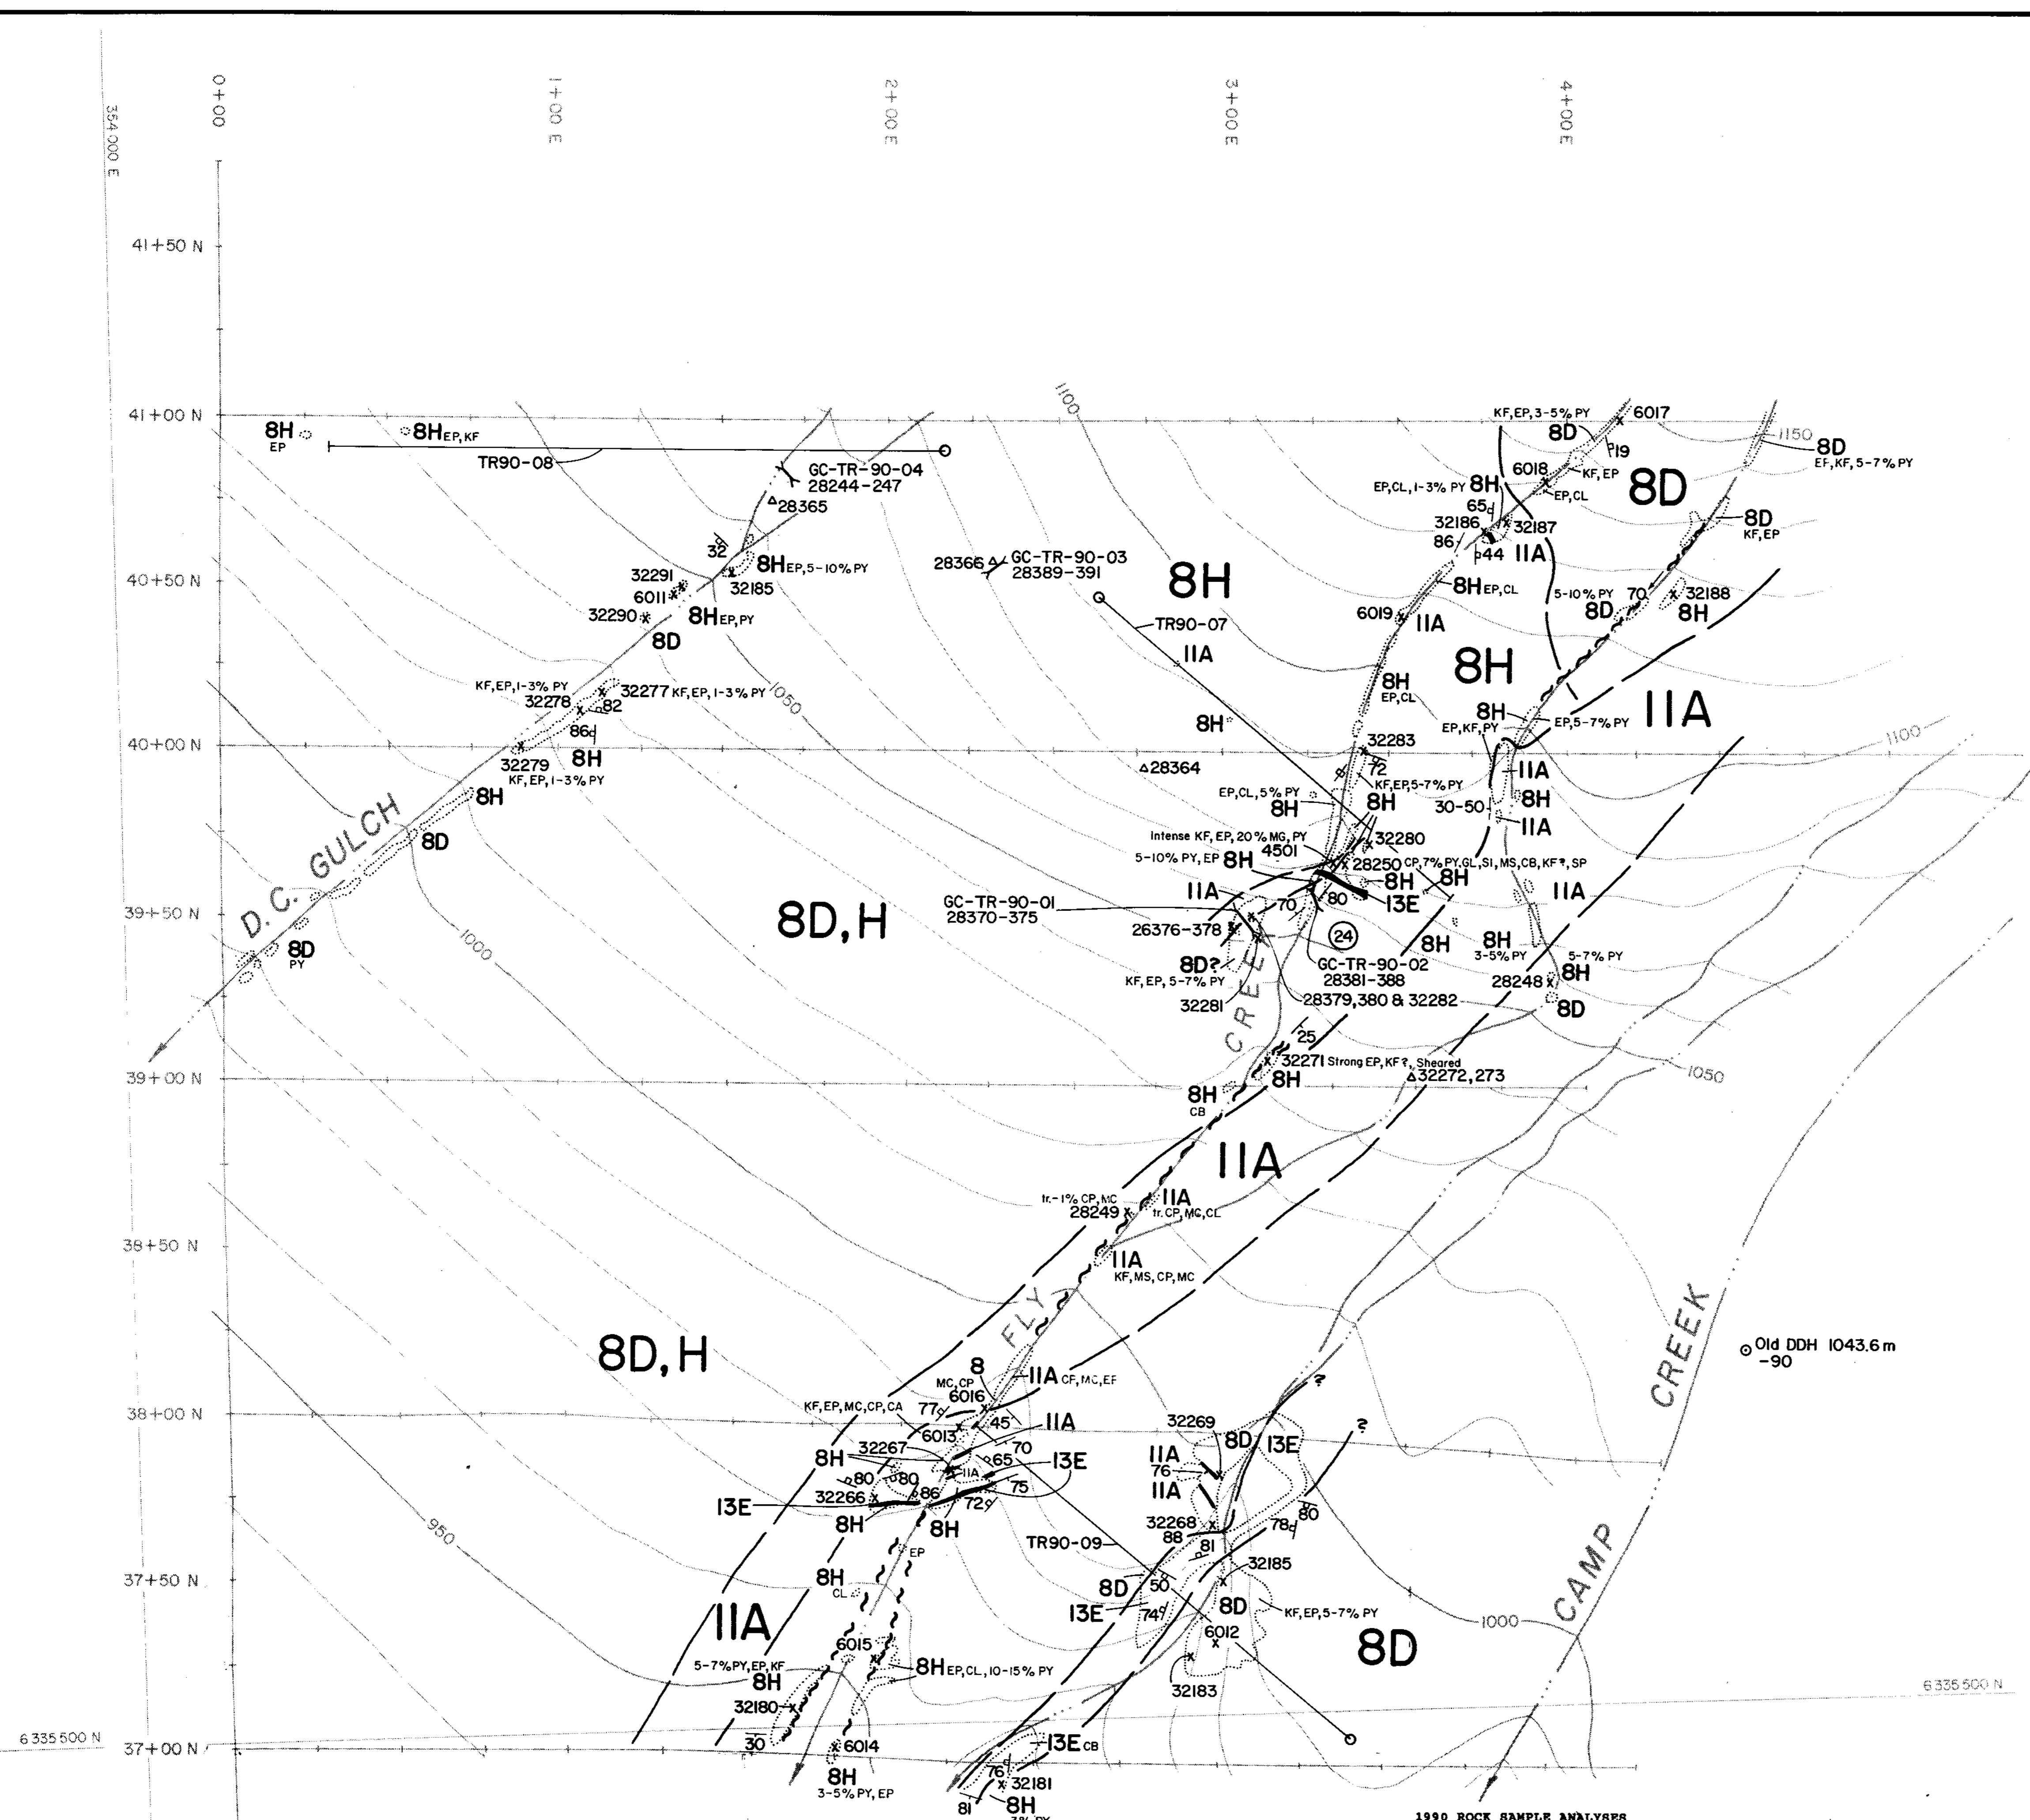 354 000 E
0+00
1+00 E
2+00 E
3+00 E
4+00 E
41+50 N
41+00 N
8H
EP
8H EP, KF
TR90-08
GC-TR-90-04
28244-247
28365
1100
KF, EP, 3-5% PY
6017
8D
19
6018
KF, EP
EP, CL
8D
1150
8D
5-7% PY
EP, CL, 1-3% PY 8H
65
32186
32187
86
44
11A
8D
KF, EP
32
8H EP, 5-10% PY
32185
28366
GC-TR-90-03
28389-391
8H
40+50 N
32291
6011
32290
8H EP, PY
8D
8H EP, CL
6019
11A
5-10% PY
70
8D
32188
8H
TR90-07
11A
8H
KF, EP, 1-3% PY
32278
32277 KF, EP, 1-3% PY
82
86
8H
1050
8H
EP, CL
11A
8H
8H
EP, 5-7% PY
EP, KF, PY
40+00 N
32279
KF, EP, 1-3% PY
32283
72
KF, EP, 5-7% PY
28364
11A
1100
8H
EP, CL, 5% PY
8H
8H
30-50
8H
11A
D.C. GULCH
8D
Intense KF, EP, 20% MG, PY
4501
32280
28250 CP, 7% PY, GL, SI, MS, CB, KF?, SP
5-10% PY, EP 8H
8H
8H
11A
11A
13E
80
70
39+50 N
8D, H
GC-TR-90-01
28370-375
26376-378
24
8H
8H
3-5% PY
5-7% PY
8H
28248
8D
8D
PY
1000
8D?
KF, EP, 5-7% PY
32281
GC-TR-90-02
28381-388
28379, 380 & 32282
25
39+00 N
32271 Strong EP, KF?, Sheared
32272, 273
8H
8H
CB
1050
11A
tr.-1% CP, MC
28249
11A
tr. CP, MC, CL
38+50 N
11A
KF, MS, CP, MC
FLY CREEK
8D, H
Old DDH 1043.6 m
-90
8
11A
MC, CP
6016
KF, EP, MC, CP, CA
77
38+00 N
6013
45
11A
70
32267
8H
65
13E
11A
80
80
32266
86
75
72
13E
8H
8H
?
?
32269
8D
13E
11A
76
11A
32268
88
81
78
80
950
TR90-09
32185
EP
37+50 N
8H
CL
8D
50
13E
74
8D
6012
KF, EP, 5-7% PY
1000
8D
11A
6015
5-7% PY, EP, KF
8H
8H EP, CL, 10-15% PY
32180
32183
CAMP CREEK
6335500 N
6335500 N
37+00 N
30
6014
8H
3-5% PY, EP
13E CB
76
32181
81
8H
1990 ROCK SAMPLE ANALYSES